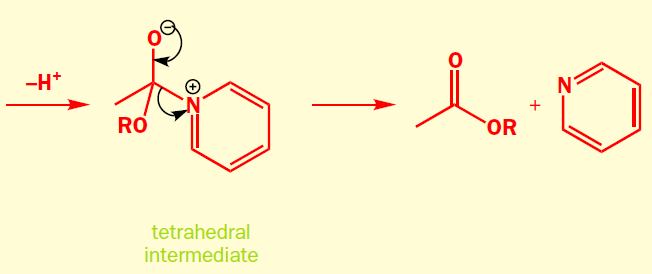 O⊖
O
N
–H⁺
⊕
N
+
RO
OR
tetrahedral
intermediate